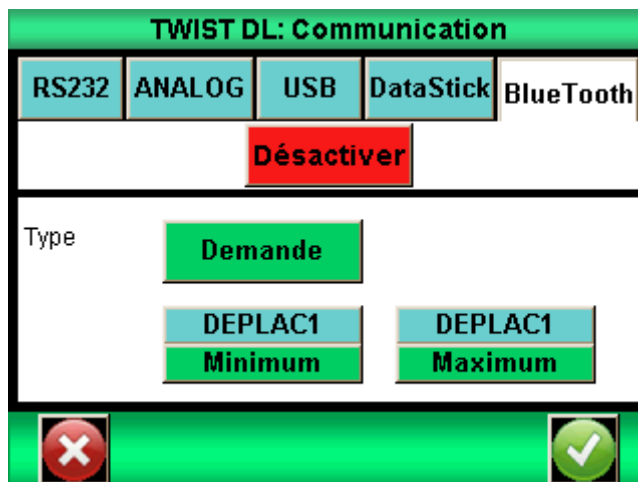 TWIST DL: Communication
RS232 ANALOG USB DataStick BlueTooth
Désactiver
Type Demande
DEPLAC1 DEPLAC1
Minimum Maximum